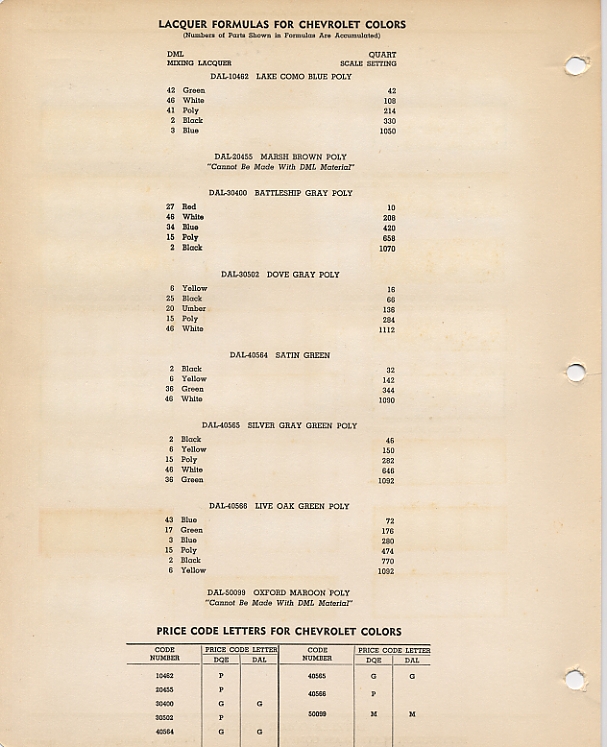 LACQUER FORMULAS FOR CHEVROLET COLORS
(Numbers of Parts Shown in Formulas Are Accumulated)
DML QUART
MIXING LACQUER SCALE SETTING
DAL-10462 LAKE COMO BLUE POLY
42 Green 42
46 White 108
41 Poly 214
2 Black 330
3 Blue 1050
DAL-20455 MARSH BROWN POLY
"Cannot Be Made With DML Material"
DAL-30400 BATTLESHIP GRAY POLY
27 Red 10
46 White 208
34 Blue 420
15 Poly 658
2 Black 1070
DAL-30502 DOVE GRAY POLY
6 Yellow 16
25 Black 66
20 Umber 136
15 Poly 284
46 White 1112
DAL-40564 SATIN GREEN
2 Black 32
6 Yellow 142
36 Green 344
46 White 1090
DAL-40565 SILVER GRAY GREEN POLY
2 Black 46
6 Yellow 150
15 Poly 282
46 White 646
36 Green 1092
DAL-40566 LIVE OAK GREEN POLY
43 Blue 72
17 Green 176
3 Blue 280
15 Poly 474
2 Black 770
6 Yellow 1092
DAL-50099 OXFORD MAROON POLY
"Cannot Be Made With DML Material"
PRICE CODE LETTERS FOR CHEVROLET COLORS
CODE PRICE CODE LETTER CODE PRICE CODE LETTER
NUMBER DQE DAL NUMBER DQE DAL
10462 P 40565 G G
20455 P 40566 P
30400 G G 50099 M M
30502 P
40564 G G